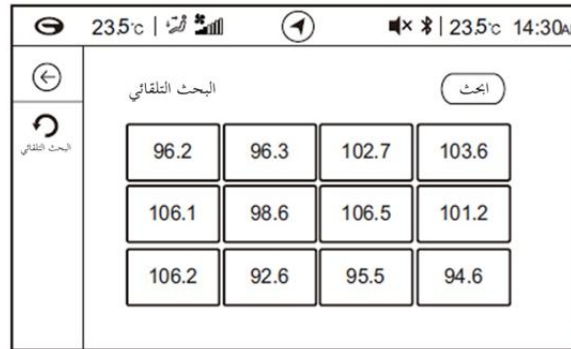 23.5°c | 23.5°c 14:30AM
البحث التلقائي ابحث
البحث التلقائي
96.2 96.3 102.7 103.6
106.1 98.6 106.5 101.2
106.2 92.6 95.5 94.6